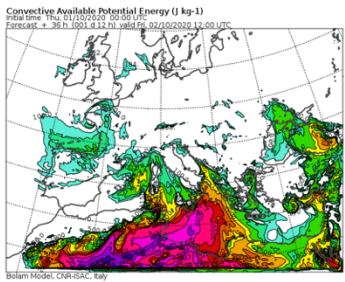 Convective Available Potential Energy (J kg-1)
Initial time Thu. 01/10/2020 00:00 UTC
Forecast + 36 h (001 d 12 h) valid Fri. 02/10/2020 12:00 UTC
Bolam Model, CNR-ISAC, Italy